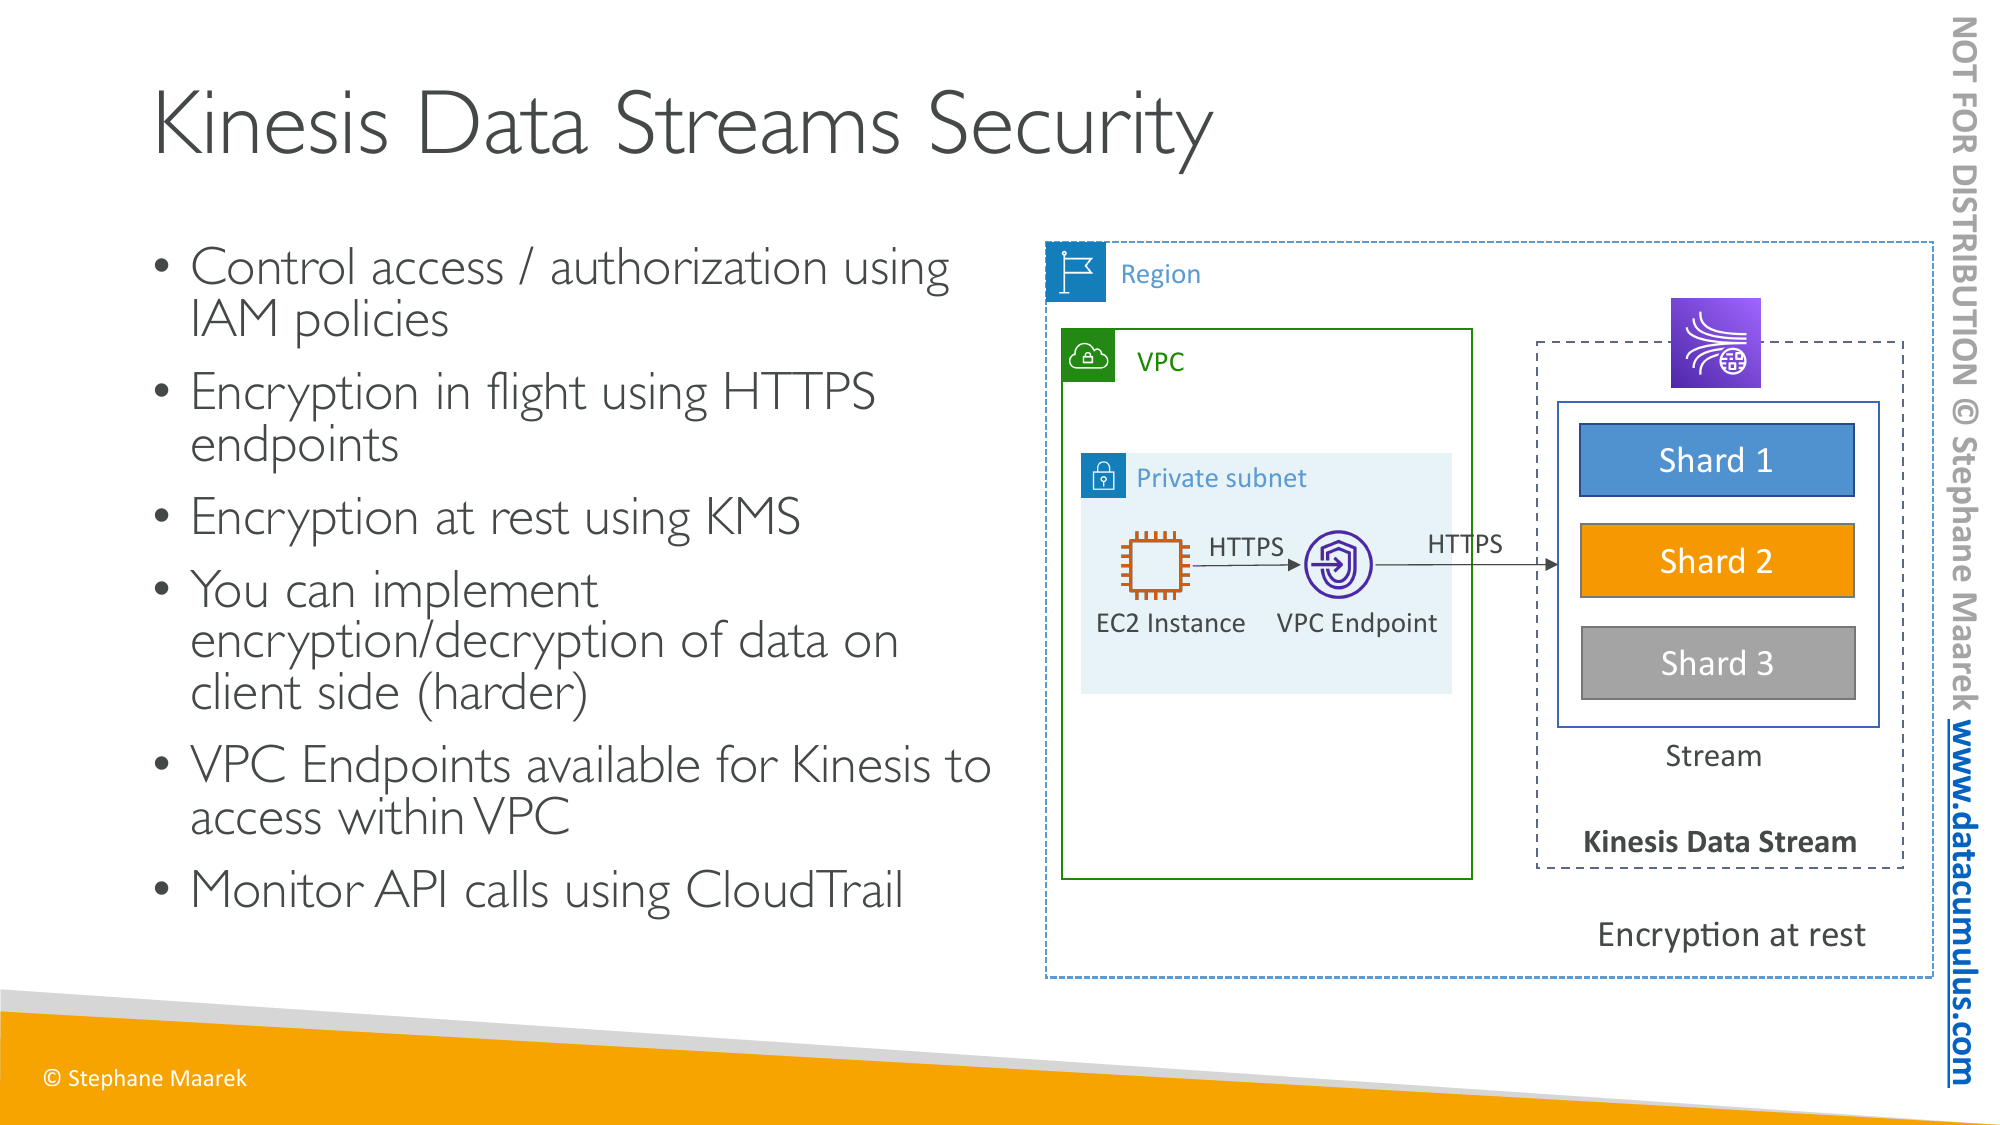 Kinesis Data Streams Security
• Control access / authorization using
IAM policies
• Encryption in flight using HTTPS
endpoints
• Encryption at rest using KMS
• You can implement
encryption/decryption of data on
client side (harder)
• VPC Endpoints available for Kinesis to
access within VPC
• Monitor API calls using CloudTrail
Region
VPC
Private subnet
HTTPS
HTTPS
EC2 Instance
VPC Endpoint
Shard 1
Shard 2
Shard 3
Stream
Kinesis Data Stream
Encryption at rest
© Stephane Maarek
NOT FOR DISTRIBUTION © Stephane Maarek www.datacumulus.com